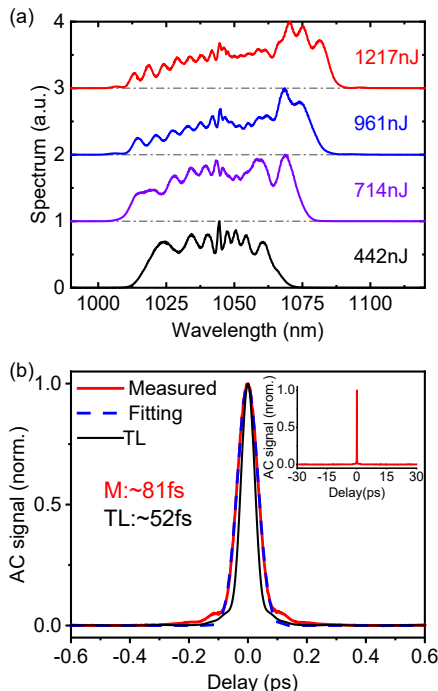 (a)
4
3
2
1
0
Spectrum (a.u.)
1217nJ
961nJ
714nJ
442nJ
1000
1025
1050
1075
1100
Wavelength (nm)
(b)
1.0
0.5
0.0
AC signal (norm.)
Measured
Fitting
TL
M:~81fs
TL:~52fs
AC signal (nrom.)
1.0
0.5
0.0
-30
-15
0
15
30
Delay(ps)
-0.6
-0.4
-0.2
0.0
0.2
0.4
0.6
Delay (ps)